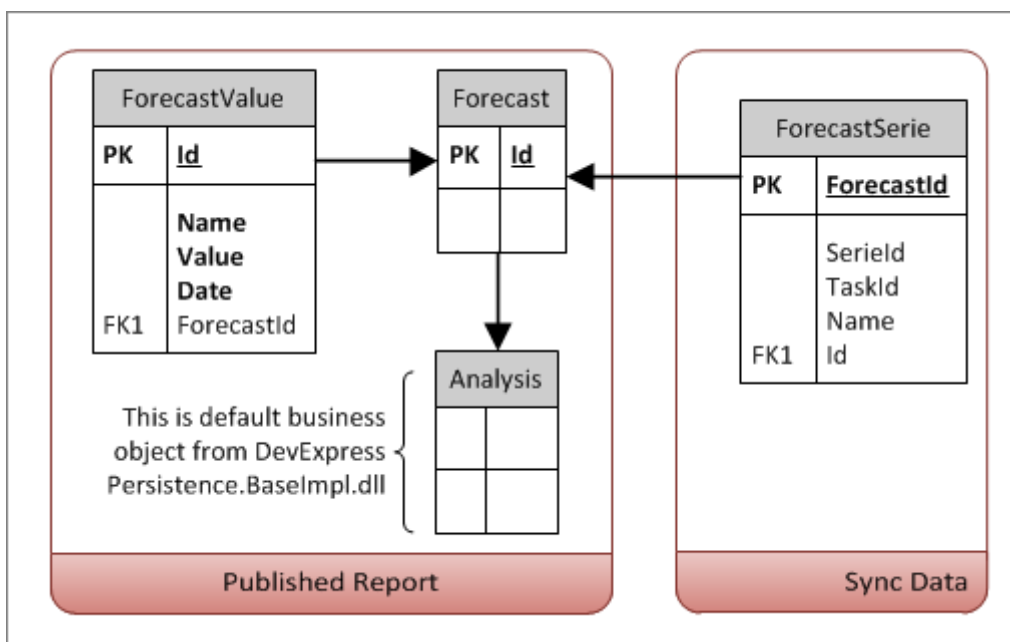 ForecastValue
PK Id
Name
Value
Date
FK1 ForecastId
Forecast
PK Id
Analysis
This is default business
object from DevExpress
Persistence.BaseImpl.dll
Published Report
ForecastSerie
PK ForecastId
SerieId
TaskId
Name
FK1 Id
Sync Data